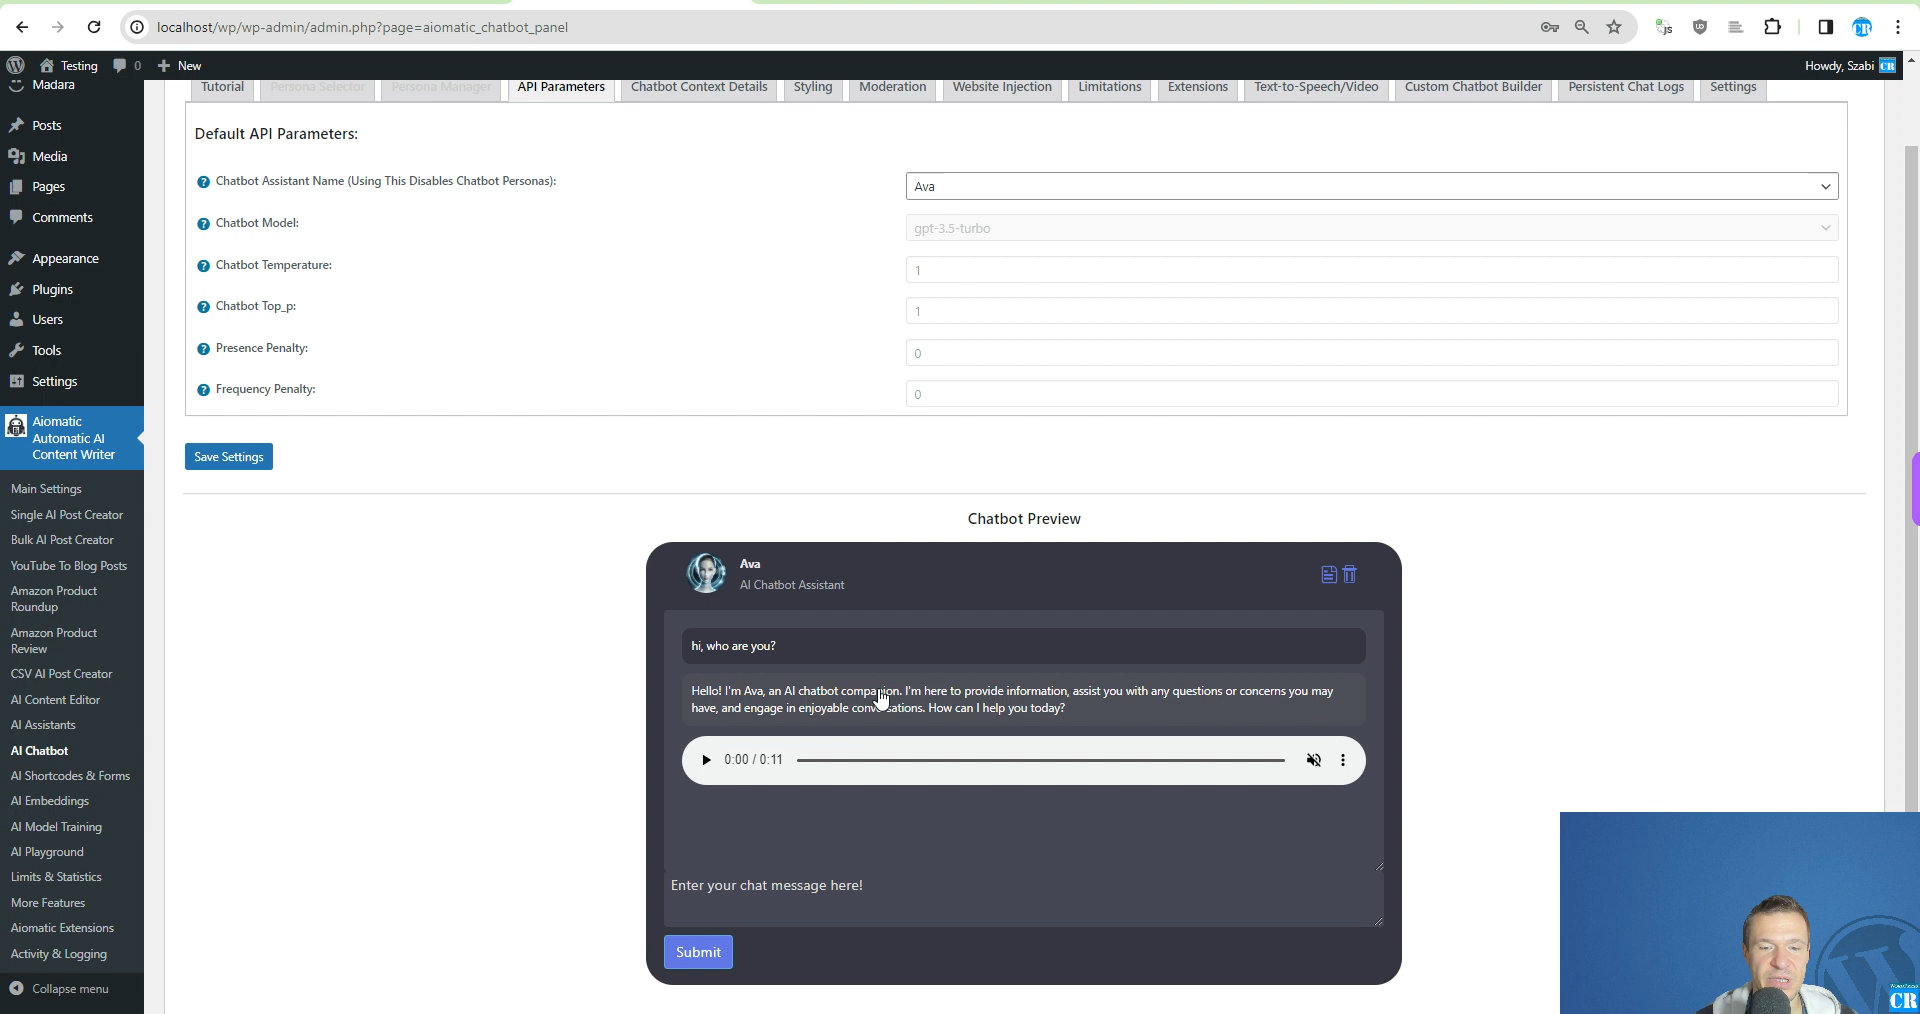 localhost/wp/wp-admin/admin.php?page=aiomatic_chatbot_panel
Testing
0
New
Howdy, Szabi
Madara
Posts
Media
Pages
Comments
Appearance
Plugins
Users
Tools
Settings
Aiomatic
Automatic AI
Content Writer
Main Settings
Single AI Post Creator
Bulk AI Post Creator
YouTube To Blog Posts
Amazon Product
Roundup
Amazon Product
Review
CSV AI Post Creator
AI Content Editor
AI Assistants
AI Chatbot
AI Shortcodes & Forms
AI Embeddings
AI Model Training
AI Playground
Limits & Statistics
More Features
Aiomatic Extensions
Activity & Logging
Collapse menu
Tutorial
Persona Selector
Persona Manager
API Parameters
Chatbot Context Details
Styling
Moderation
Website Injection
Limitations
Extensions
Text-to-Speech/Video
Custom Chatbot Builder
Persistent Chat Logs
Settings
Default API Parameters:
Chatbot Assistant Name (Using This Disables Chatbot Personas):
Ava
Chatbot Model:
gpt-3.5-turbo
Chatbot Temperature:
1
Chatbot Top_p:
1
Presence Penalty:
0
Frequency Penalty:
0
Save Settings
Chatbot Preview
Ava
AI Chatbot Assistant
hi, who are you?
Hello! I'm Ava, an AI chatbot companion. I'm here to provide information, assist you with any questions or concerns you may
have, and engage in enjoyable conversations. How can I help you today?
0:00 / 0:11
Enter your chat message here!
Submit
CR